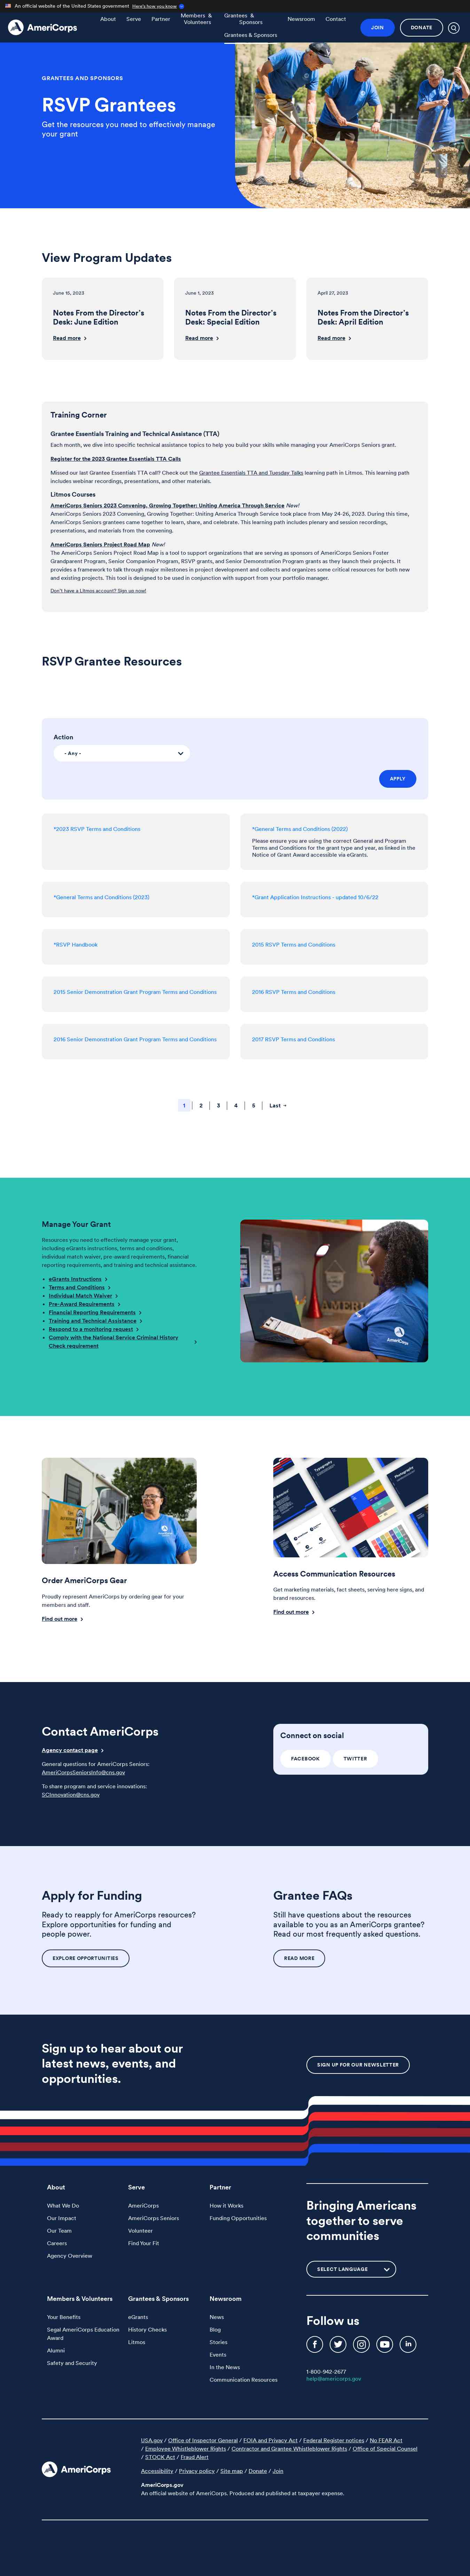 An official website of the United States government Here's how you know
AmeriCorps
About Serve Partner Members & Volunteers Grantees & Sponsors Newsroom Contact
JOIN
DONATE
Grantees & Sponsors
GRANTEES AND SPONSORS
RSVP Grantees
Get the resources you need to effectively manage
your grant
View Program Updates
June 15, 2023
Notes From the Director's
Desk: June Edition
Read more
June 1, 2023
Notes From the Director's
Desk: Special Edition
Read more
April 27, 2023
Notes From the Director's
Desk: April Edition
Read more
Training Corner
Grantee Essentials Training and Technical Assistance (TTA)
Each month, we dive into specific technical assistance topics to help you build your skills while managing your AmeriCorps Seniors grant.
Register for the 2023 Grantee Essentials TTA Calls
Missed our last Grantee Essentials TTA call? Check out the Grantee Essentials TTA and Tuesday Talks learning path in Litmos. This learning path
includes webinar recordings, presentations, and other materials.
Litmos Courses
AmeriCorps Seniors 2023 Convening, Growing Together: Uniting America Through Service New!
AmeriCorps Seniors 2023 Convening, Growing Together: Uniting America Through Service took place from May 24-26, 2023. During this time,
AmeriCorps Seniors grantees came together to learn, share, and celebrate. This learning path includes plenary and session recordings,
presentations, and materials from the convening.
AmeriCorps Seniors Project Road Map New!
The AmeriCorps Seniors Project Road Map is a tool to support organizations that are serving as sponsors of AmeriCorps Seniors Foster
Grandparent Program, Senior Companion Program, RSVP grants, and Senior Demonstration Program grants as they launch their projects. It
provides a framework to talk through major milestones in project development and collects and organizes some critical resources for both new
and existing projects. This tool is designed to be used in conjunction with support from your portfolio manager.
Don't have a Litmos account? Sign up now!
RSVP Grantee Resources
Action
- Any -
APPLY
*2023 RSVP Terms and Conditions
*General Terms and Conditions (2022)
Please ensure you are using the correct General and Program
Terms and Conditions for the grant type and year, as linked in the
Notice of Grant Award accessible via eGrants.
*General Terms and Conditions (2023)
*Grant Application Instructions - updated 10/6/22
*RSVP Handbook
2015 RSVP Terms and Conditions
2015 Senior Demonstration Grant Program Terms and Conditions
2016 RSVP Terms and Conditions
2016 Senior Demonstration Grant Program Terms and Conditions
2017 RSVP Terms and Conditions
1 2 3 4 5 Last →
Manage Your Grant
Resources you need to effectively manage your grant,
including eGrants instructions, terms and conditions,
individual match waiver, pre-award requirements, financial
reporting requirements, and training and technical assistance.
eGrants Instructions
Terms and Conditions
Individual Match Waiver
Pre-Award Requirements
Financial Reporting Requirements
Training and Technical Assistance
Respond to a monitoring request
Comply with the National Service Criminal History
Check requirement
Order AmeriCorps Gear
Proudly represent AmeriCorps by ordering gear for your
members and staff.
Find out more
Access Communication Resources
Get marketing materials, fact sheets, serving here signs, and
brand resources.
Find out more
Contact AmeriCorps
Agency contact page
General questions for AmeriCorps Seniors:
AmeriCorpsSeniorsInfo@cns.gov
To share program and service innovations:
SCInnovation@cns.gov
Connect on social
FACEBOOK
TWITTER
Apply for Funding
Ready to reapply for AmeriCorps resources?
Explore opportunities for funding and
people power.
EXPLORE OPPORTUNITIES
Grantee FAQs
Still have questions about the resources
available to you as an AmeriCorps grantee?
Read our most frequently asked questions.
READ MORE
Sign up to hear about our
latest news, events, and
opportunities.
SIGN UP FOR OUR NEWSLETTER
About
What We Do
Our Impact
Our Team
Careers
Agency Overview
Serve
AmeriCorps
AmeriCorps Seniors
Volunteer
Find Your Fit
Partner
How it Works
Funding Opportunities
Members & Volunteers
Your Benefits
Segal AmeriCorps Education
Award
Alumni
Safety and Security
Grantees & Sponsors
eGrants
History Checks
Litmos
Newsroom
News
Blog
Stories
Events
In the News
Communication Resources
Bringing Americans
together to serve
communities
SELECT LANGUAGE
Follow us
1-800-942-2677
help@americorps.gov
AmeriCorps
USA.gov / Office of Inspector General / FOIA and Privacy Act / Federal Register notices / No FEAR Act
/ Employee Whistleblower Rights / Contractor and Grantee Whistleblower Rights / Office of Special Counsel
/ STOCK Act / Fraud Alert
Accessibility / Privacy policy / Site map / Donate / Join
AmeriCorps.gov
An official website of AmeriCorps. Produced and published at taxpayer expense.